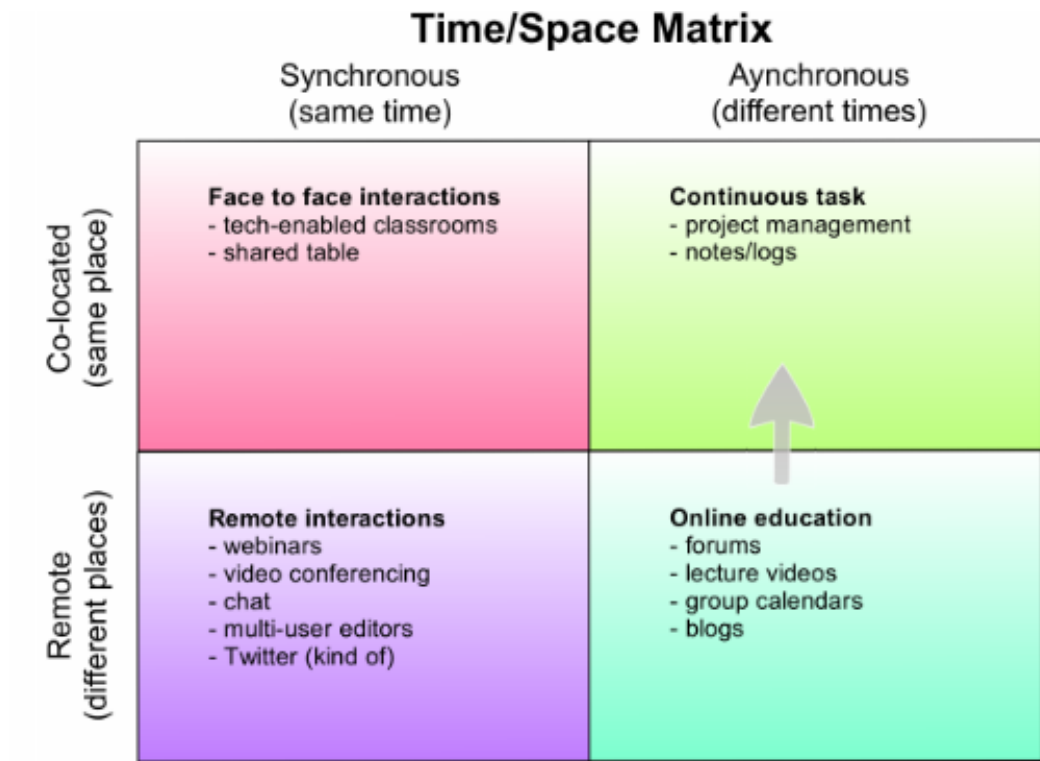 Time/Space Matrix
Synchronous
(same time)
Aynchronous
(different times)
Co-located
(same place)
Face to face interactions
- tech-enabled classrooms
- shared table
Continuous task
- project management
- notes/logs
Remote
(different places)
Remote interactions
- webinars
- video conferencing
- chat
- multi-user editors
- Twitter (kind of)
Online education
- forums
- lecture videos
- group calendars
- blogs